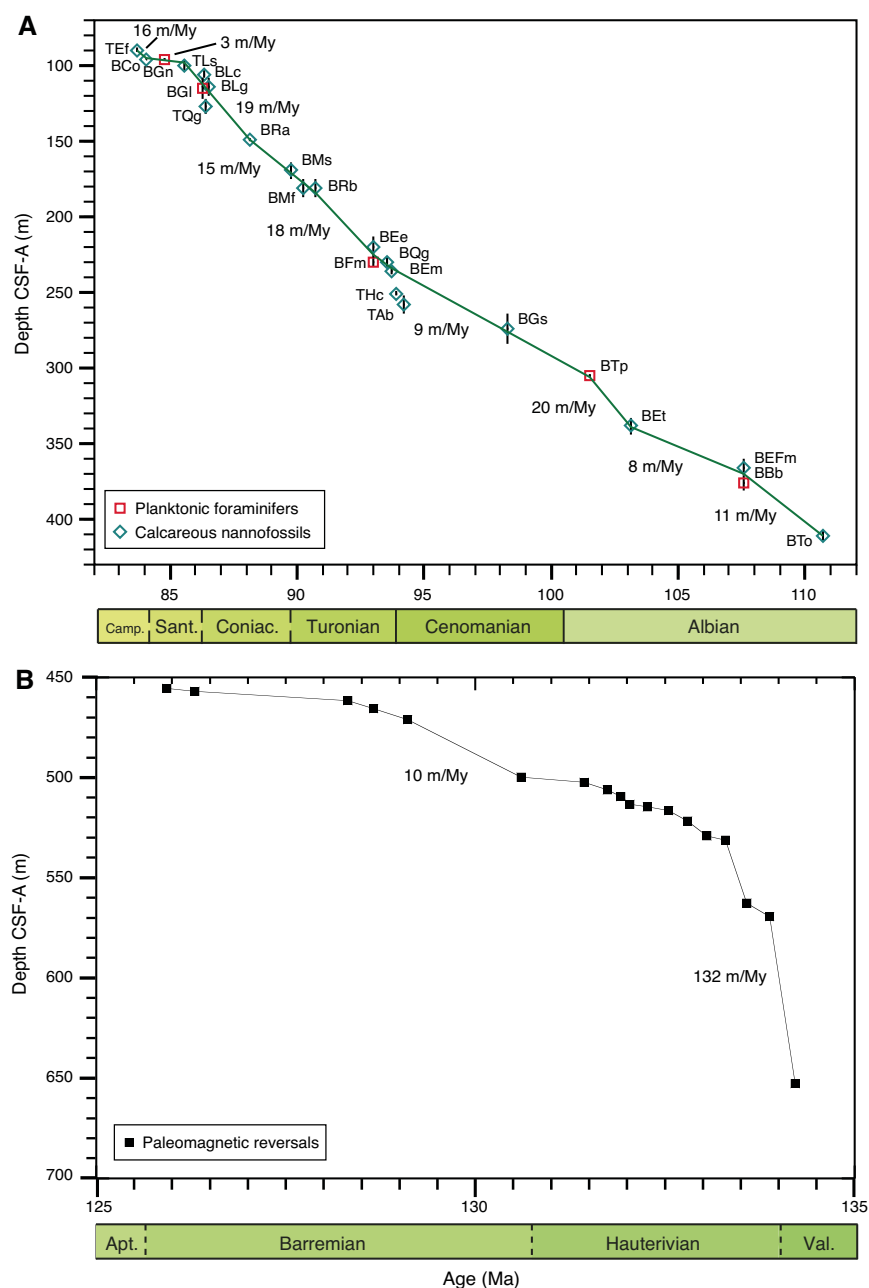 A
16 m/My
3 m/My
TEf
BCo
BGn
TLs
BLc
BLg
BGl
TQg
19 m/My
BRa
15 m/My
BMs
BMf
BRb
18 m/My
BEe
BQg
BFm
BEm
THc
TAb
9 m/My
BGs
BTp
20 m/My
BEt
8 m/My
BEFm
BBb
11 m/My
BTo
100
150
200
250
300
350
400
Depth CSF-A (m)
Planktonic foraminifers
Calcareous nannofossils
85 90 95 100 105 110
Camp. Sant. Coniac. Turonian Cenomanian Albian
B
450
500
550
600
650
700
Depth CSF-A (m)
10 m/My
132 m/My
Paleomagnetic reversals
125 130 135
Apt. Barremian Hauterivian Val.
Age (Ma)